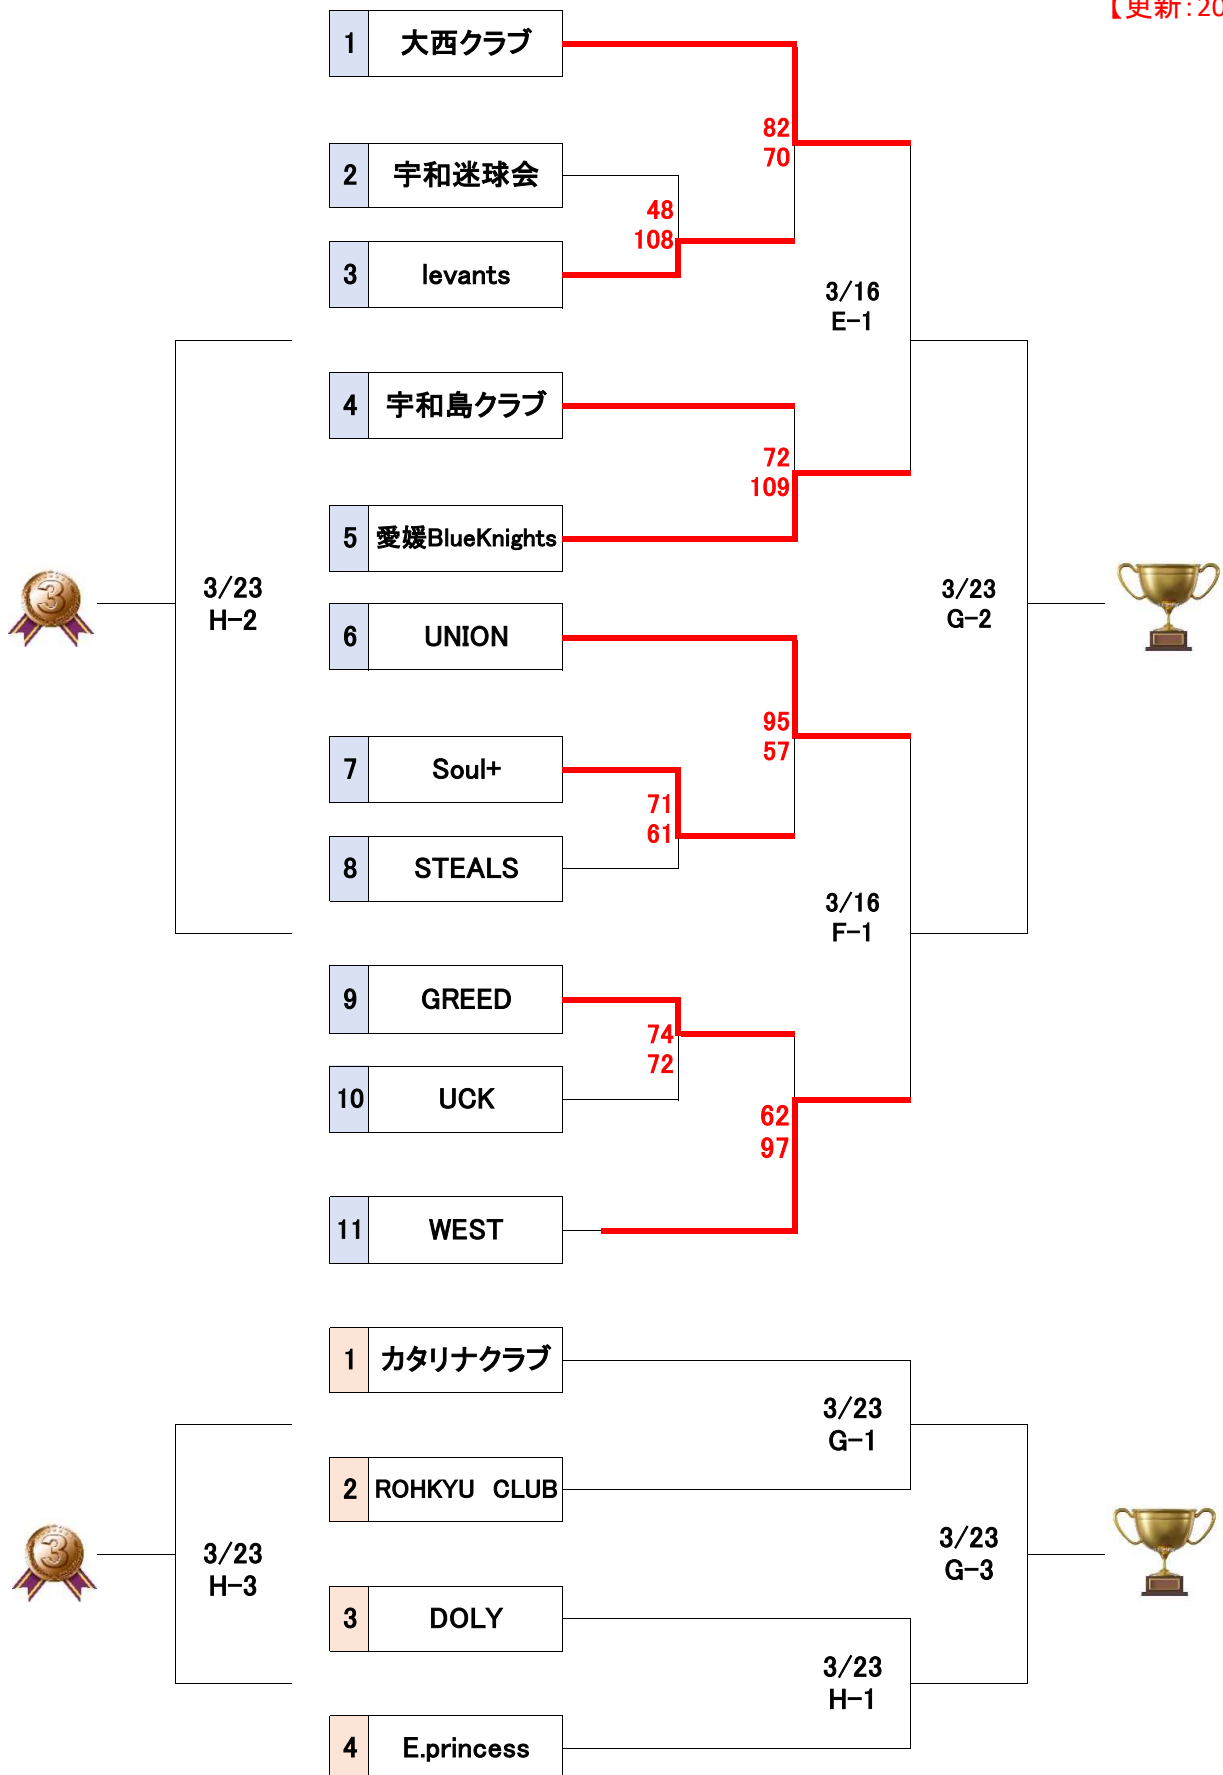 【更新：20
1 大西クラブ
82
70
2 宇和迷球会
48
108
3 levants
3/16
E-1
4 宇和島クラブ
72
109
5 愛媛BlueKnights
3
3/23
H-2
3/23
G-2
6 UNION
95
57
7 Soul+
71
61
8 STEALS
3/16
F-1
9 GREED
74
72
10 UCK
62
97
11 WEST
1 カタリナクラブ
3/23
G-1
2 ROHKYU CLUB
3
3/23
H-3
3/23
G-3
3 DOLY
3/23
H-1
4 E.princess